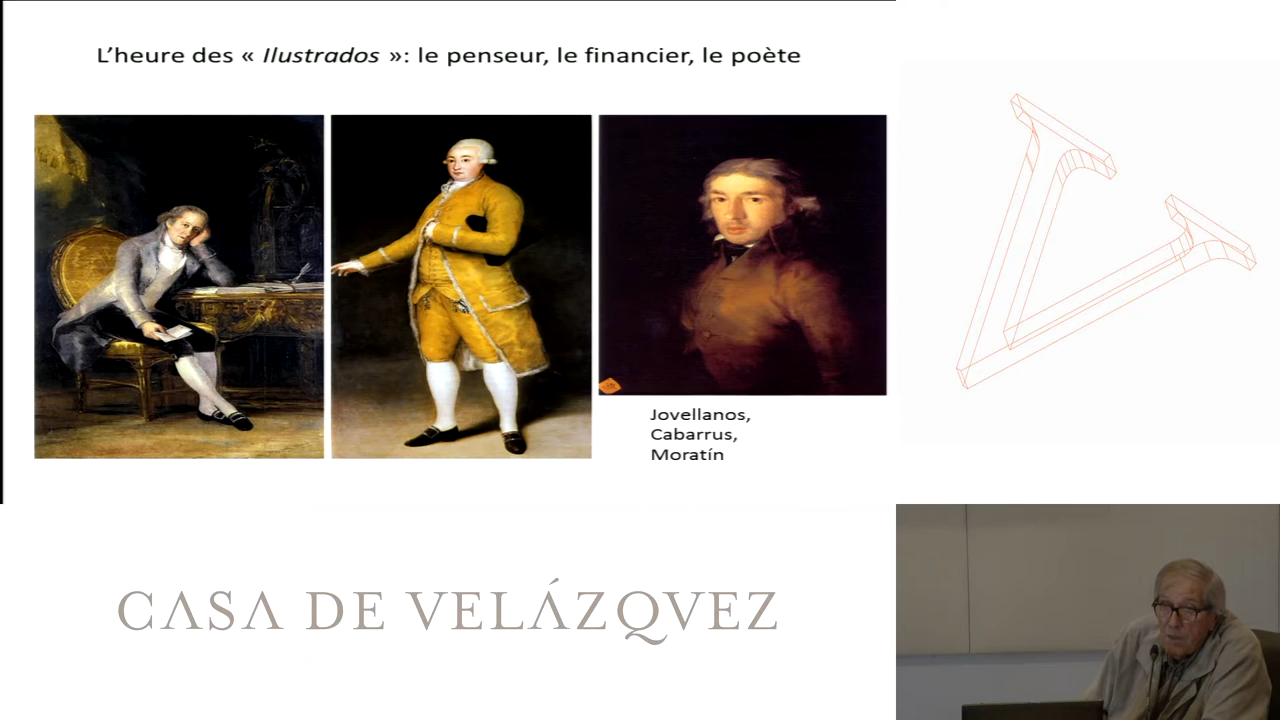 L'heure des « Ilustrados »: le penseur, le financier, le poète
Jovellanos,
Cabarrus,
Moratín
CASA DE VELÁZQVEZ